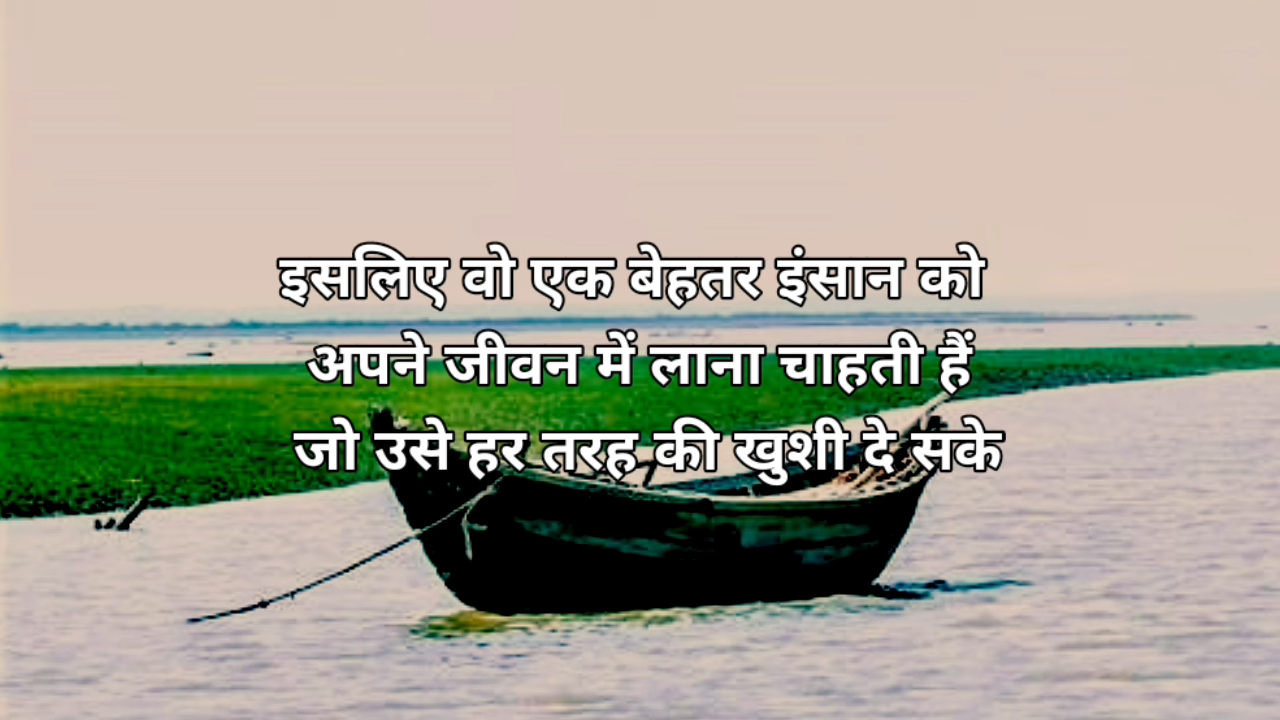 इसलिए वो एक बेहतर इंसान को
अपने जीवन में लाना चाहती हैं
जो उसे हर तरह की खुशी दे सके